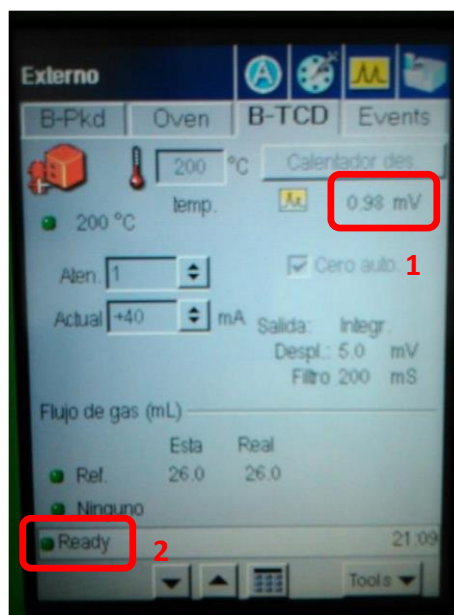 Externo
B-Pkd Oven B-TCD Events
200 °C Calentador des
temp. 0.98 mV
200 °C
Aten. 1 Cero auto. 1
Actual +40 mA
Salida: Integr.
Despl.: 5.0 mV
Filtro 200 mS
Flujo de gas (mL)
Esta Real
Ref. 26.0 26.0
Ninguno
Ready 2 21:09
Tools